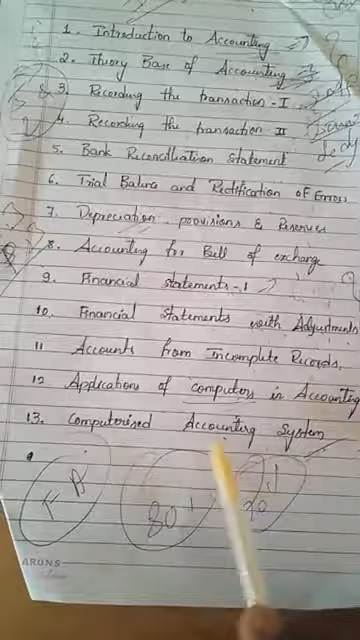 1. Introduction to Accounting
2. Theory Base of Accounting
3. Recording the transaction - I
4. Recording the transaction II
5. Bank Reconciliation Statement
6. Trial Balance and Rectification of Errors
7. Depreciation provisions & Reserves
8. Accounting for Bill of exchange
9. Financial statements - 1
10. Financial Statements with Adjustments
11 Accounts from Incomplete Records.
12 Applications of computers in Accounting
13. Computerised Accounting System
80 1 20
ARUNS